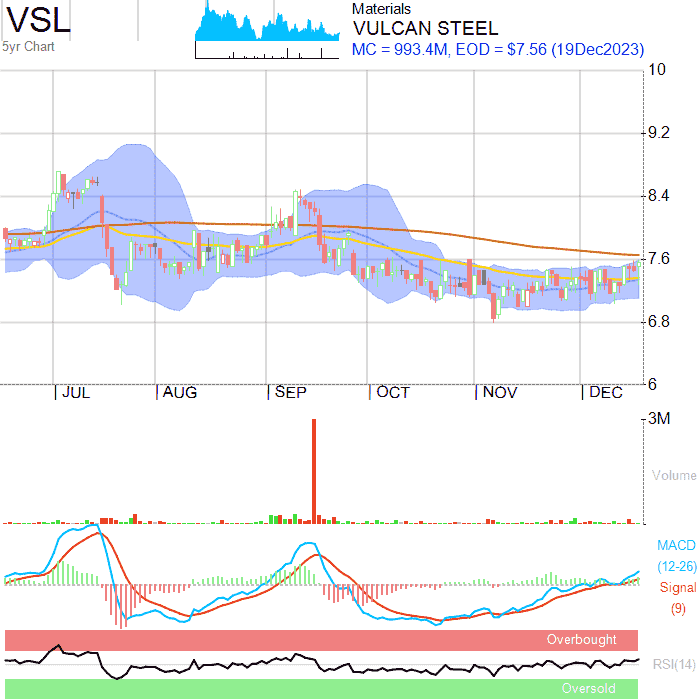 VSL
5yr Chart
Materials
VULCAN STEEL
MC = 993.4M, EOD = $7.56 (19Dec2023)
10
9.2
8.4
7.6
6.8
6
JUL AUG SEP OCT NOV DEC
3M
Volume
MACD
(12-26)
Signal
(9)
Overbought
RSI(14)
Oversold